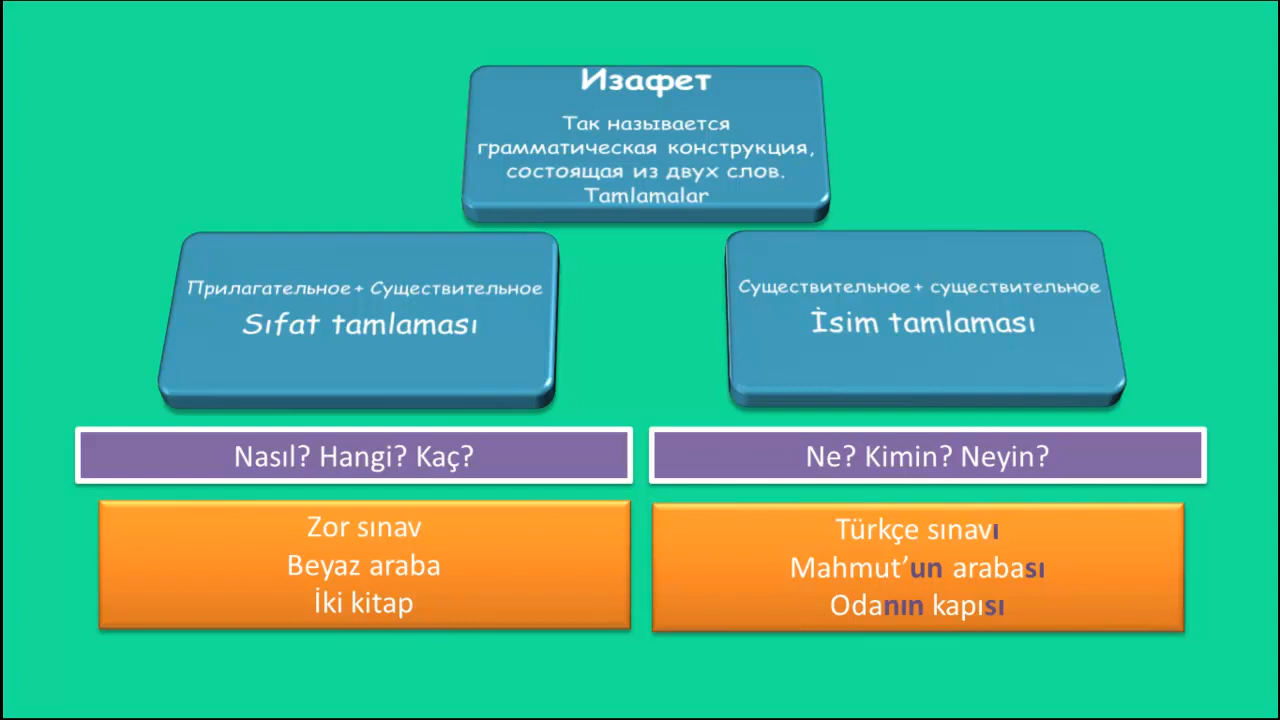 Изафет
Так называется
грамматическая конструкция,
состоящая из двух слов.
Tamlamalar
Прилагательное+ Существительное
Sıfat tamlaması
Существительное+ существительное
İsim tamlaması
Nasıl? Hangi? Kaç?
Ne? Kimin? Neyin?
Zor sınav
Beyaz araba
İki kitap
Türkçe sınavı
Mahmut’un arabası
Odanın kapısı